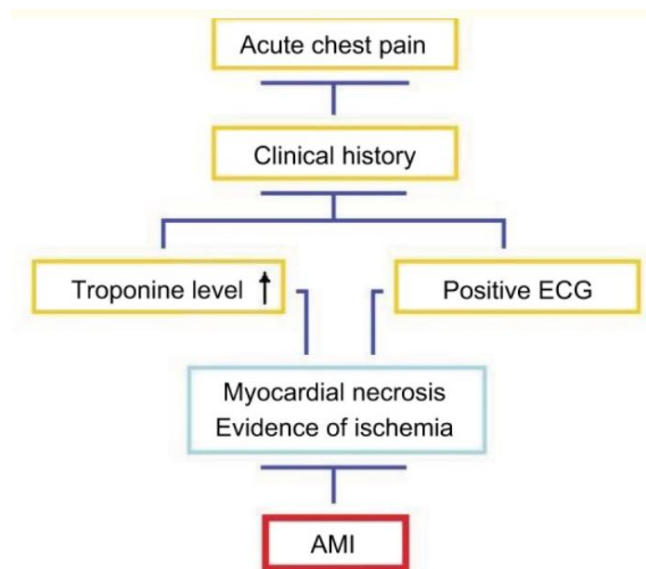 Acute chest pain
Clinical history
Troponine level ↑
Positive ECG
Myocardial necrosis
Evidence of ischemia
AMI